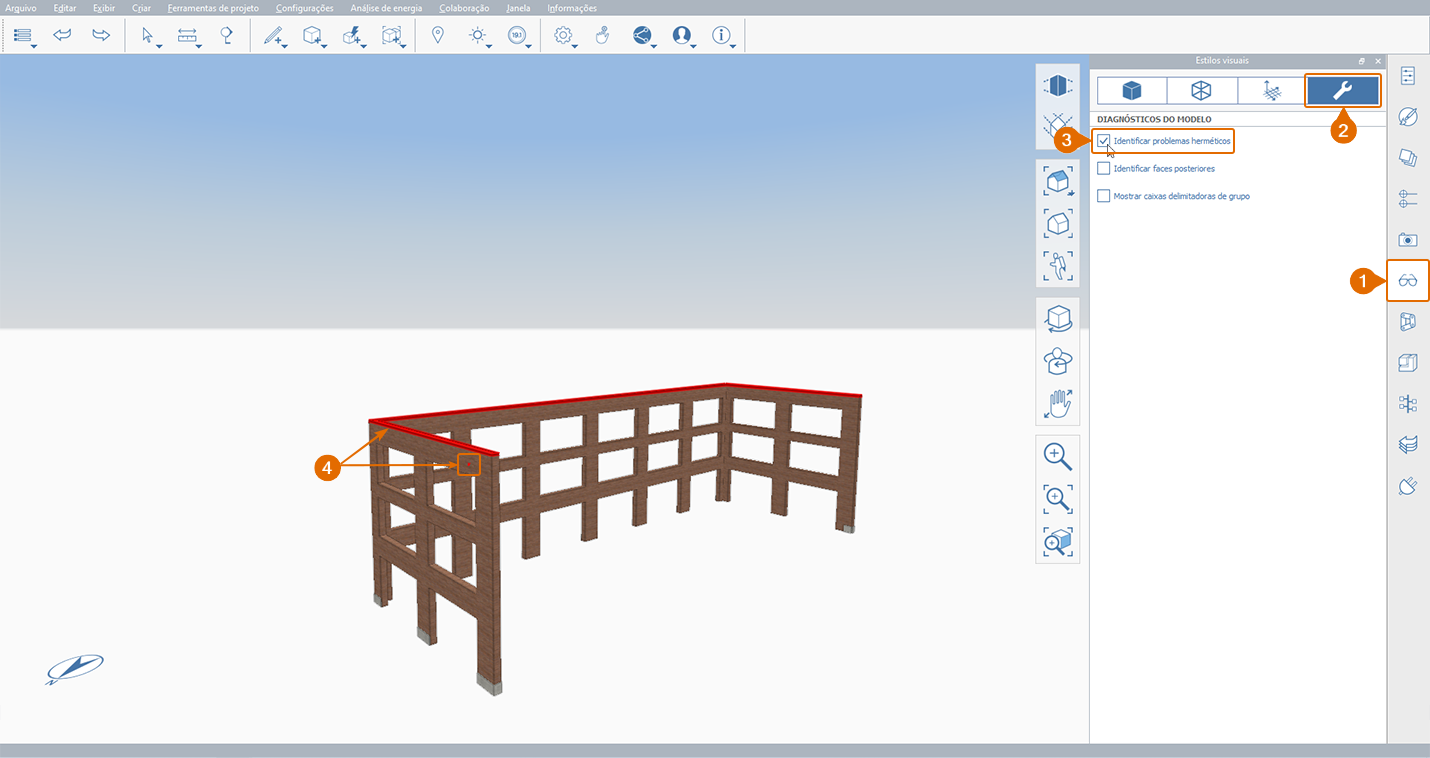 Arquivo Editar Exibir Criar Ferramentas de projeto Configurações Análise de energia Colaboração Janela Informações
193
Estilos visuais
2
DIAGNÓSTICOS DO MODELO
3 Identificar problemas herméticos
Identificar faces posteriores
Mostrar caixas delimitadoras de grupo
1
4
N